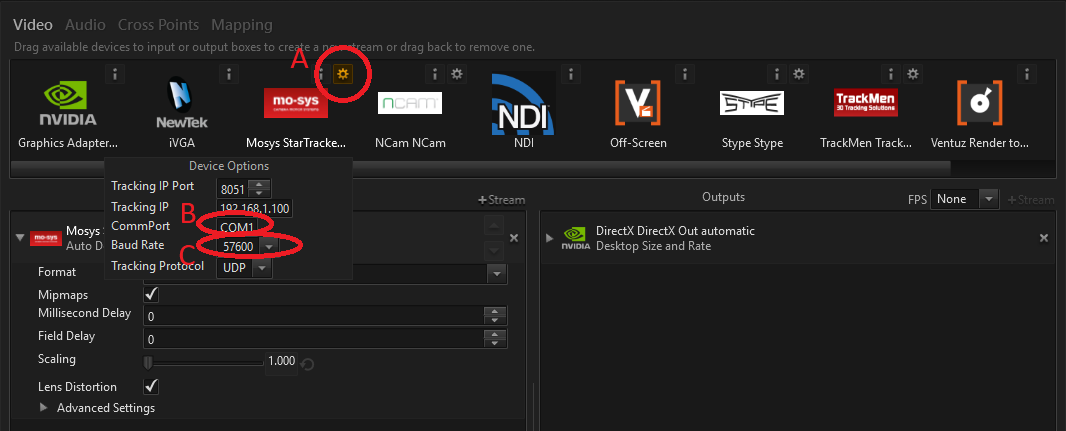 Video Audio Cross Points Mapping
Drag available devices to input or output boxes to create a new stream or drag back to remove one.
A
NVIDIA
NewTek
mo-sys
ncam
NDI
STYPE
TrackMen
3D Tracking Solutions
Graphics Adapter... iVGA Mosys StarTracke... NCam NCam NDI Off-Screen Stype Stype TrackMen Track... Ventuz Render to...
Device Options
Tracking IP Port 8051
Tracking IP 192.168.1.100
B
CommPort COM1
Baud Rate 57600
C
Tracking Protocol UDP
+Stream
Outputs
FPS None +Stream
mo-sys
Mosys S
Auto D
NVIDIA
DirectX DirectX Out automatic
Desktop Size and Rate
Format
Mipmaps
Millisecond Delay 0
Field Delay 0
Scaling 1.000
Lens Distortion
Advanced Settings